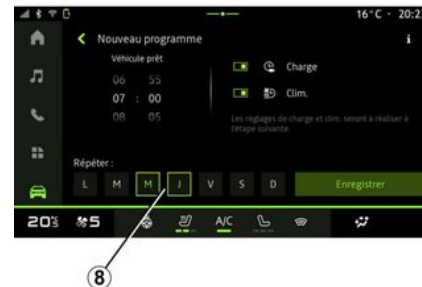 16°C · 20:2
Nouveau programme
i
Véhicule prêt
06 55
07 : 00
08 05
Charge
Clim.
Les réglages de charge et clim. seront à réaliser à
l'étape suivante.
Répéter :
L M M J V S D
Enregistrer
20 5 A/C
8